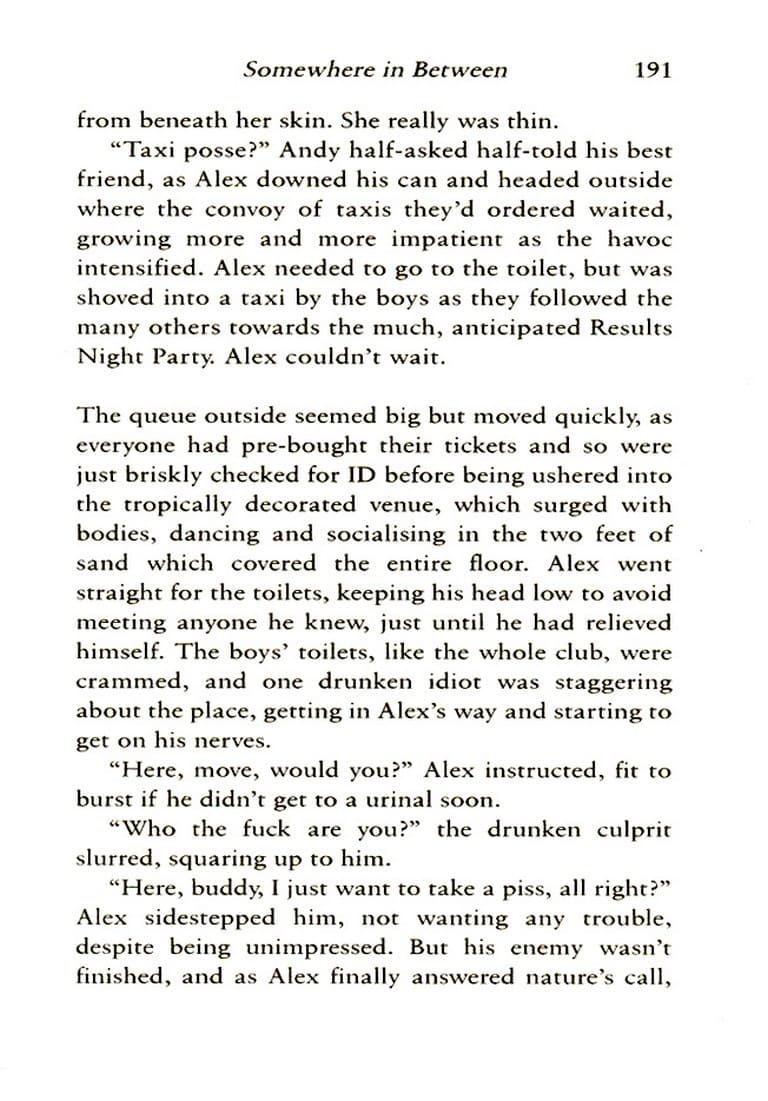 Somewhere in Between 191
from beneath her skin. She really was thin.
“Taxi posse?” Andy half-asked half-told his best
friend, as Alex downed his can and headed outside
where the convoy of taxis they’d ordered waited,
growing more and more impatient as the havoc
intensified. Alex needed to go to the toilet, but was
shoved into a taxi by the boys as they followed the
many others towards the much, anticipated Results
Night Party. Alex couldn’t wait.
The queue outside seemed big but moved quickly, as
everyone had pre-bought their tickets and so were
just briskly checked for ID before being ushered into
the tropically decorated venue, which surged with
bodies, dancing and socialising in the two feet of
sand which covered the entire floor. Alex went
straight for the toilets, keeping his head low to avoid
meeting anyone he knew, just until he had relieved
himself. The boys’ toilets, like the whole club, were
crammed, and one drunken idiot was staggering
about the place, getting in Alex’s way and starting to
get on his nerves.
“Here, move, would you?” Alex instructed, fit to
burst if he didn’t get to a urinal soon.
“Who the fuck are you?” the drunken culprit
slurred, squaring up to him.
“Here, buddy, I just want to take a piss, all right?”
Alex sidestepped him, not wanting any trouble,
despite being unimpressed. But his enemy wasn’t
finished, and as Alex finally answered nature’s call,